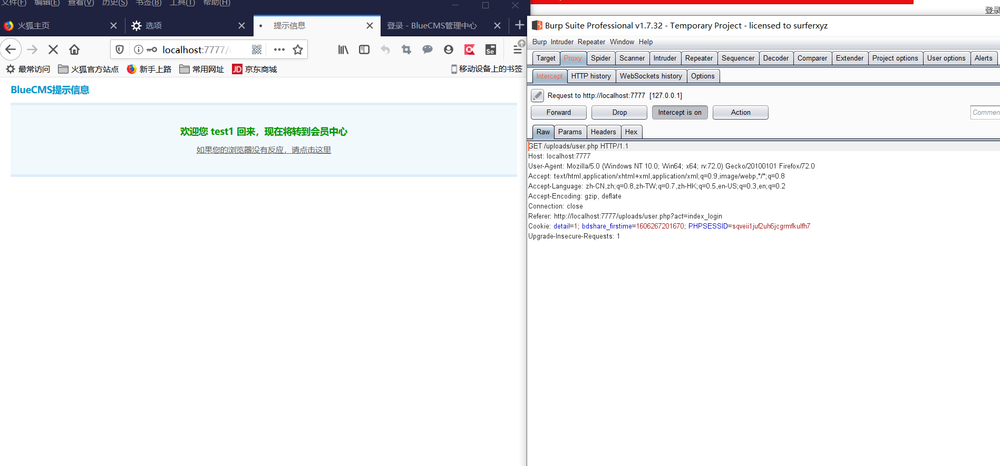 文件(F) 编辑(E) 查看(V) 历史(S) 书签(B) 工具(T) 帮助(H)
火狐主页
选项
提示信息
登录 - BlueCMS管理中心
localhost:7777/
最常访问
火狐官方站点
新手上路
常用网址
JD 京东商城
移动设备上的书签
BlueCMS提示信息
欢迎您 test1 回来，现在将转到会员中心
如果您的浏览器没有反应，请点击这里
登录
Burp Suite Professional v1.7.32 - Temporary Project - licensed to surferxyz
Burp Intruder Repeater Window Help
Target Proxy Spider Scanner Intruder Repeater Sequencer Decoder Comparer Extender Project options User options Alerts
Intercept HTTP history WebSockets history Options
Request to http://localhost:7777 [127.0.0.1]
Forward Drop Intercept is on Action
Commen
Raw Params Headers Hex
GET /uploads/user.php HTTP/1.1
Host: localhost:7777
User-Agent: Mozilla/5.0 (Windows NT 10.0; Win64; x64; rv:72.0) Gecko/20100101 Firefox/72.0
Accept: text/html,application/xhtml+xml,application/xml;q=0.9,image/webp,*/*;q=0.8
Accept-Language: zh-CN,zh;q=0.8,zh-TW;q=0.7,zh-HK;q=0.5,en-US;q=0.3,en;q=0.2
Accept-Encoding: gzip, deflate
Connection: close
Referer: http://localhost:7777/uploads/user.php?act=index_login
Cookie: detail=1; bdshare_firstime=1606267201670; PHPSESSID=sqveii1juf2uh6jcgrmfkulfh7
Upgrade-Insecure-Requests: 1